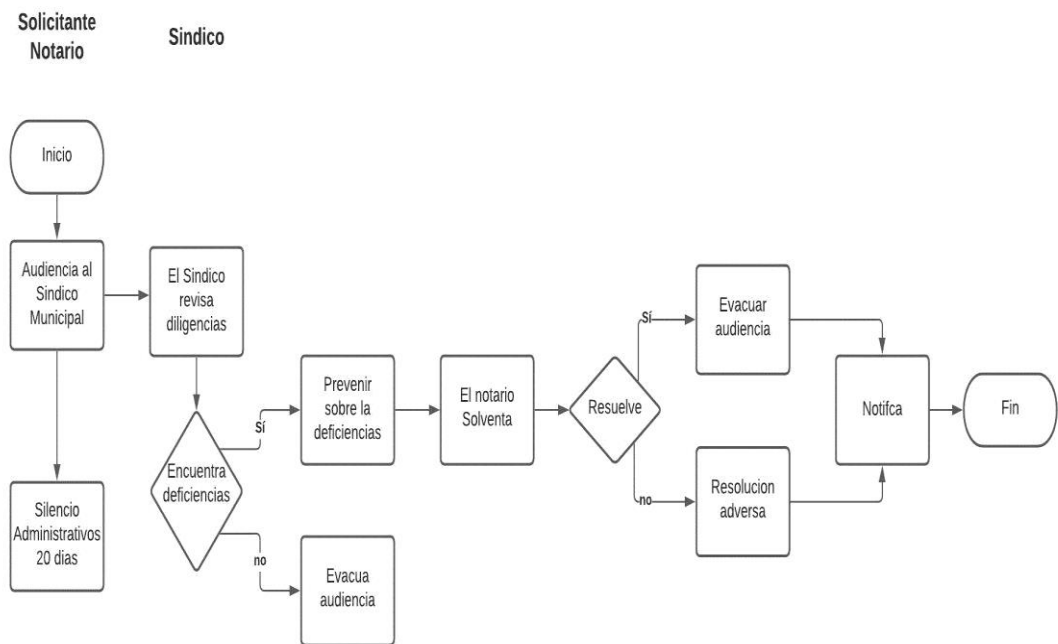 Solicitante
Notario
Sindico
Inicio
Audiencia al
Sindico
Municipal
El Sindico
revisa
diligencias
Silencio
Administrativos
20 dias
Encuentra
deficiencias
Sí
no
Prevenir
sobre la
deficiencias
Evacua
audiencia
El notario
Solventa
Resuelve
Sí
no
Evacuar
audiencia
Resolucion
adversa
Notifca
Fin